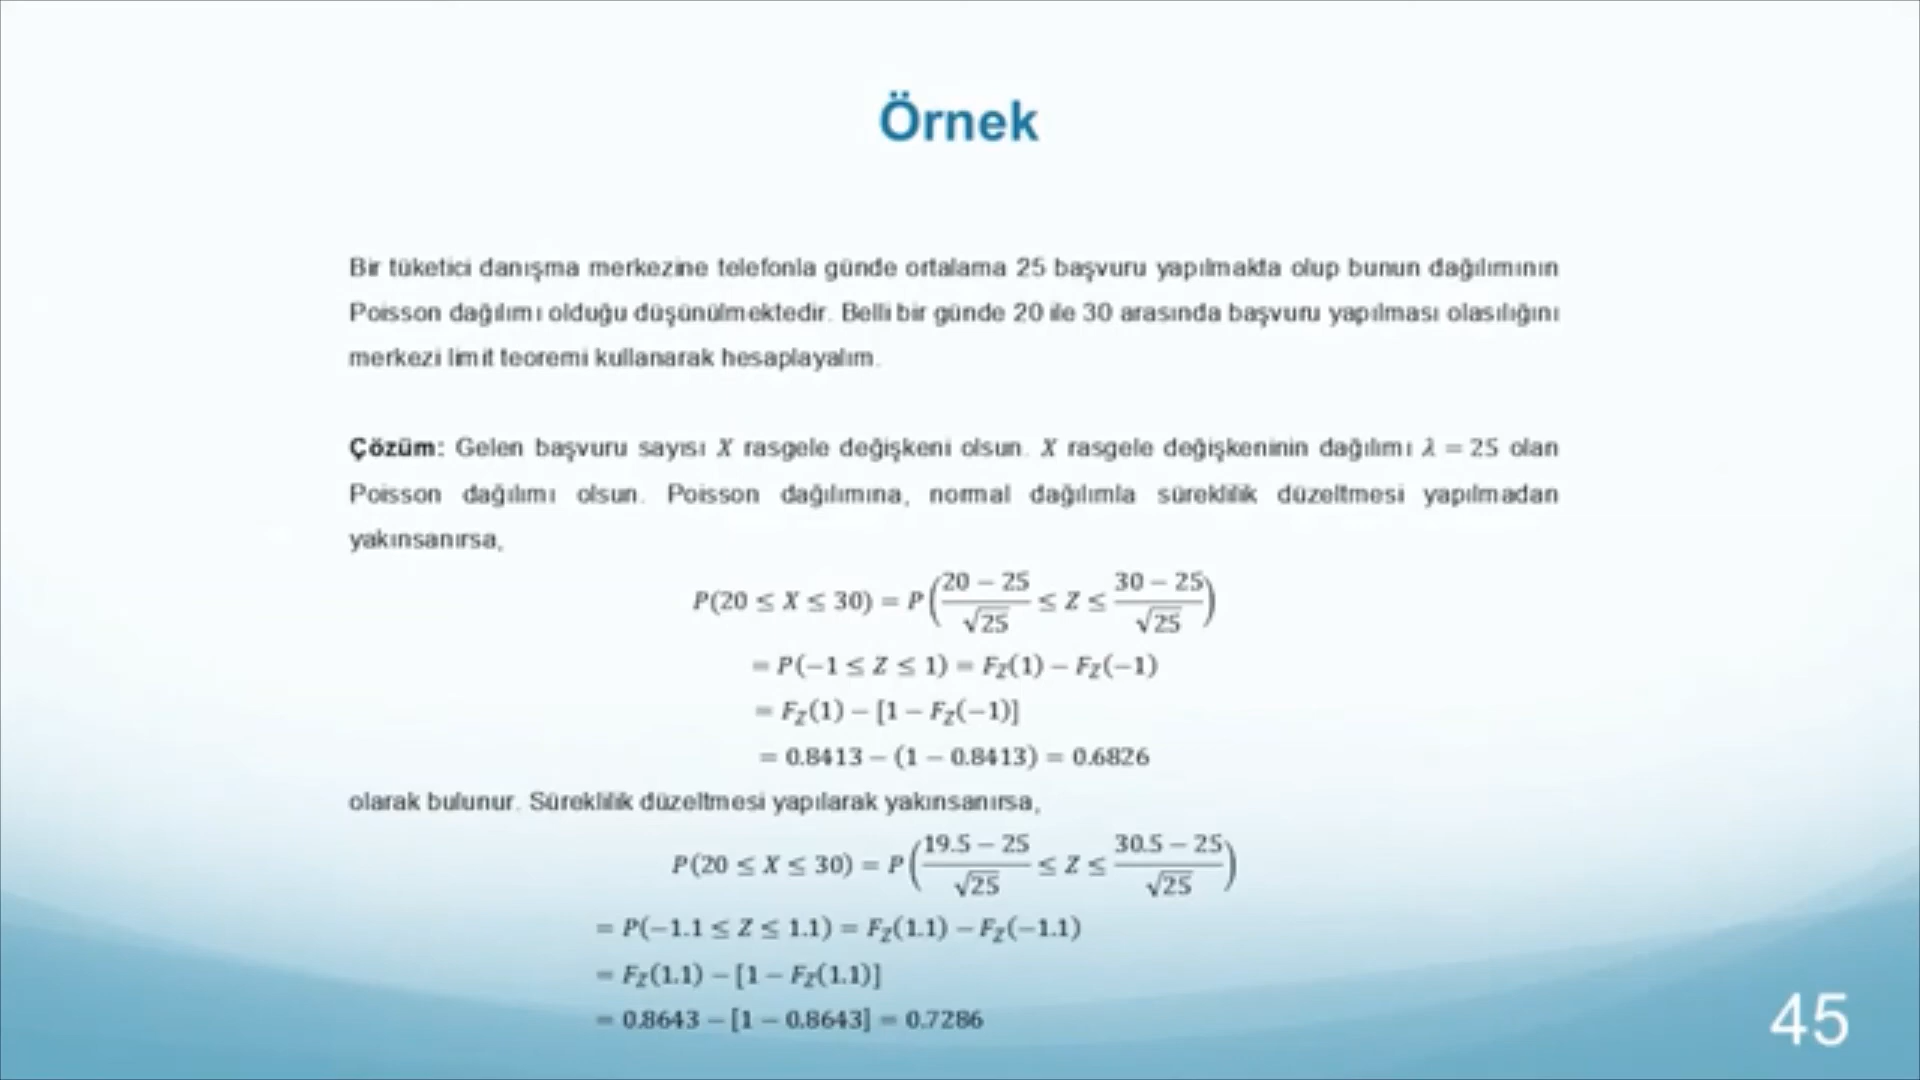 Örnek
Bir tüketici danışma merkezine telefonla günde ortalama 25 başvuru yapılmakta olup bunun dağılımının
Poisson dağılımı olduğu düşünülmektedir. Belli bir günde 20 ile 30 arasında başvuru yapılması olasılığını
merkezi limit teoremi kullanarak hesaplayalım.
Çözüm: Gelen başvuru sayısı X rasgele değişkeni olsun. X rasgele değişkeninin dağılımı λ = 25 olan
Poisson dağılımı olsun. Poisson dağılımına, normal dağılımla süreklilik düzeltmesi yapılmadan
yakınsanırsa,
P(20 ≤ X ≤ 30) = P((20 − 25)/√25 ≤ Z ≤ (30 − 25)/√25)
= P(−1 ≤ Z ≤ 1) = F_Z(1) − F_Z(−1)
= F_Z(1) − [1 − F_Z(−1)]
= 0.8413 − (1 − 0.8413) = 0.6826
olarak bulunur. Süreklilik düzeltmesi yapılarak yakınsanırsa,
P(20 ≤ X ≤ 30) = P((19.5 − 25)/√25 ≤ Z ≤ (30.5 − 25)/√25)
= P(−1.1 ≤ Z ≤ 1.1) = F_Z(1.1) − F_Z(−1.1)
= F_Z(1.1) − [1 − F_Z(1.1)]
= 0.8643 − [1 − 0.8643] = 0.7286
45